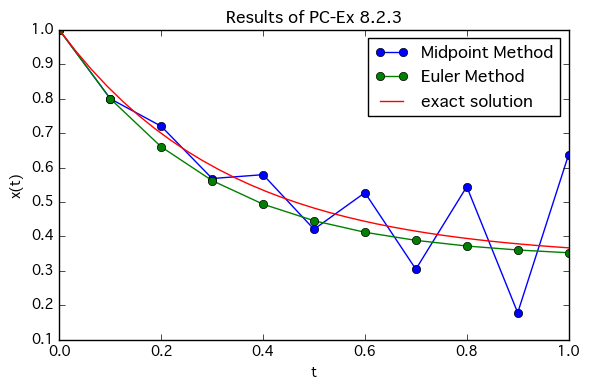 Results of PC-Ex 8.2.3
Midpoint Method
Euler Method
exact solution
x(t)
1.0
0.9
0.8
0.7
0.6
0.5
0.4
0.3
0.2
0.1
0.0 0.2 0.4 0.6 0.8 1.0
t